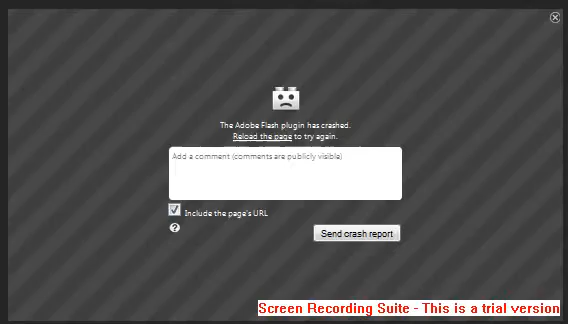 The Adobe Flash plugin has crashed.
Reload the page to try again.
Add a comment (comments are publicly visible)
Include the page's URL
?
Send crash report
Screen Recording Suite - This is a trial version